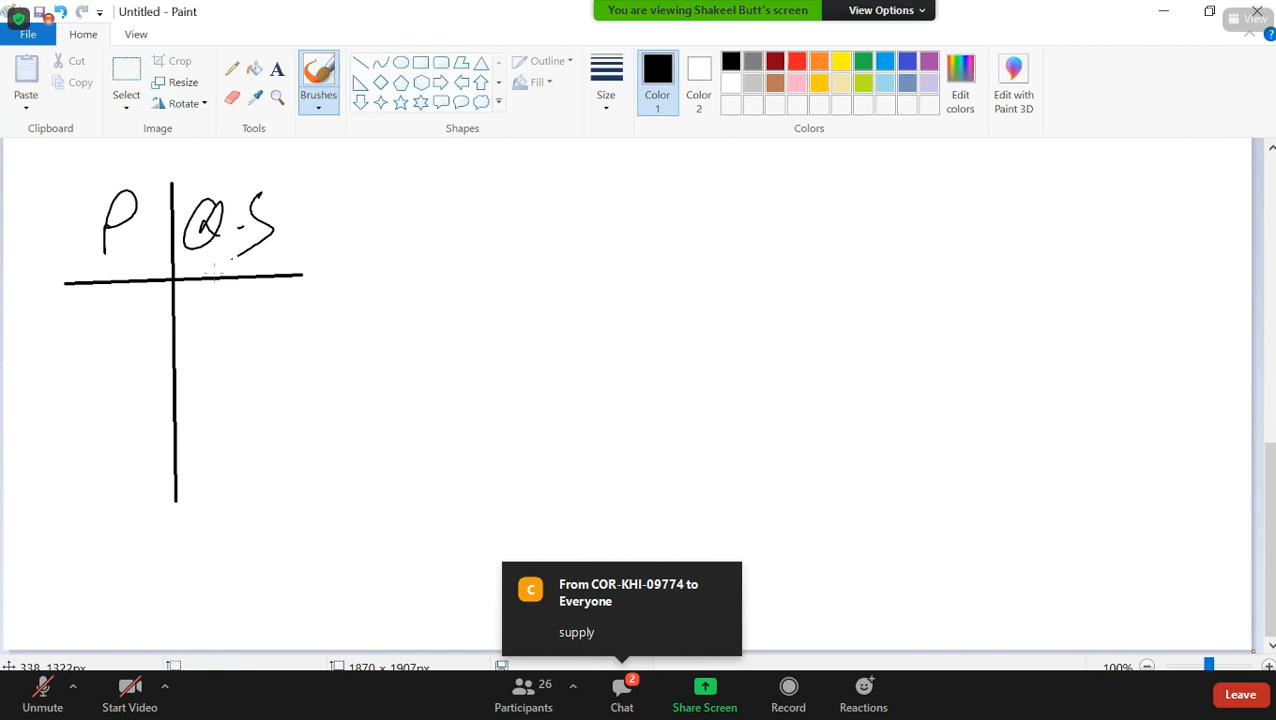 Untitled - Paint
You are viewing Shakeel Butt's screen
View Options
View
File
Home
View
Paste
Cut
Copy
Clipboard
Select
Crop
Resize
Rotate
Image
Tools
Brushes
Shapes
Outline
Fill
Size
Color 1
Color 2
Colors
Edit colors
Edit with Paint 3D
P Q.S
C
From COR-KHI-09774 to
Everyone
supply
338, 1322px
1870 × 1907px
100%
Unmute
Start Video
26
Participants
2
Chat
Share Screen
Record
Reactions
Leave